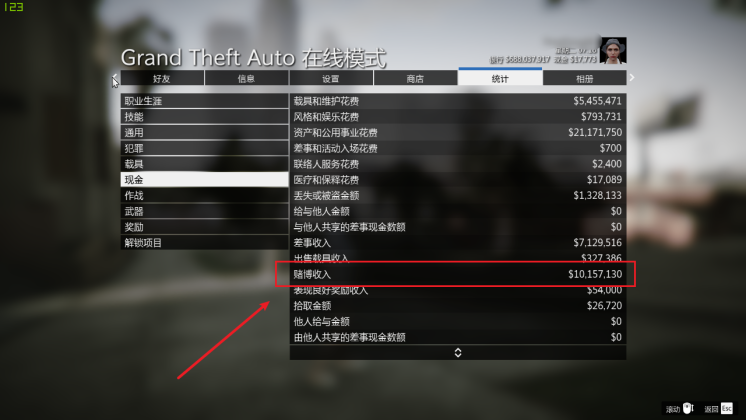 123
Grand Theft Auto 在线模式
银行 $688,037,917 现金 $17,773
好友 信息 设置 商店 统计 相册
职业生涯
技能
通用
犯罪
载具
现金
作战
武器
奖励
解锁项目
载具和维护花费 $5,455,471
风格和娱乐花费 $793,731
资产和公用事业花费 $21,171,750
差事和活动入场花费 $700
联络人服务花费 $2,400
医疗和保释花费 $17,089
丢失或被盗金额 $1,328,133
给与他人金额 $0
与他人共享的差事现金数额 $0
差事收入 $7,129,516
出售载具收入 $327,386
赌博收入 $10,157,130
表现良好奖励收入 $54,000
拾取金额 $26,720
他人给与金额 $0
由他人共享的差事现金数额 $0
滚动 返回 Esc